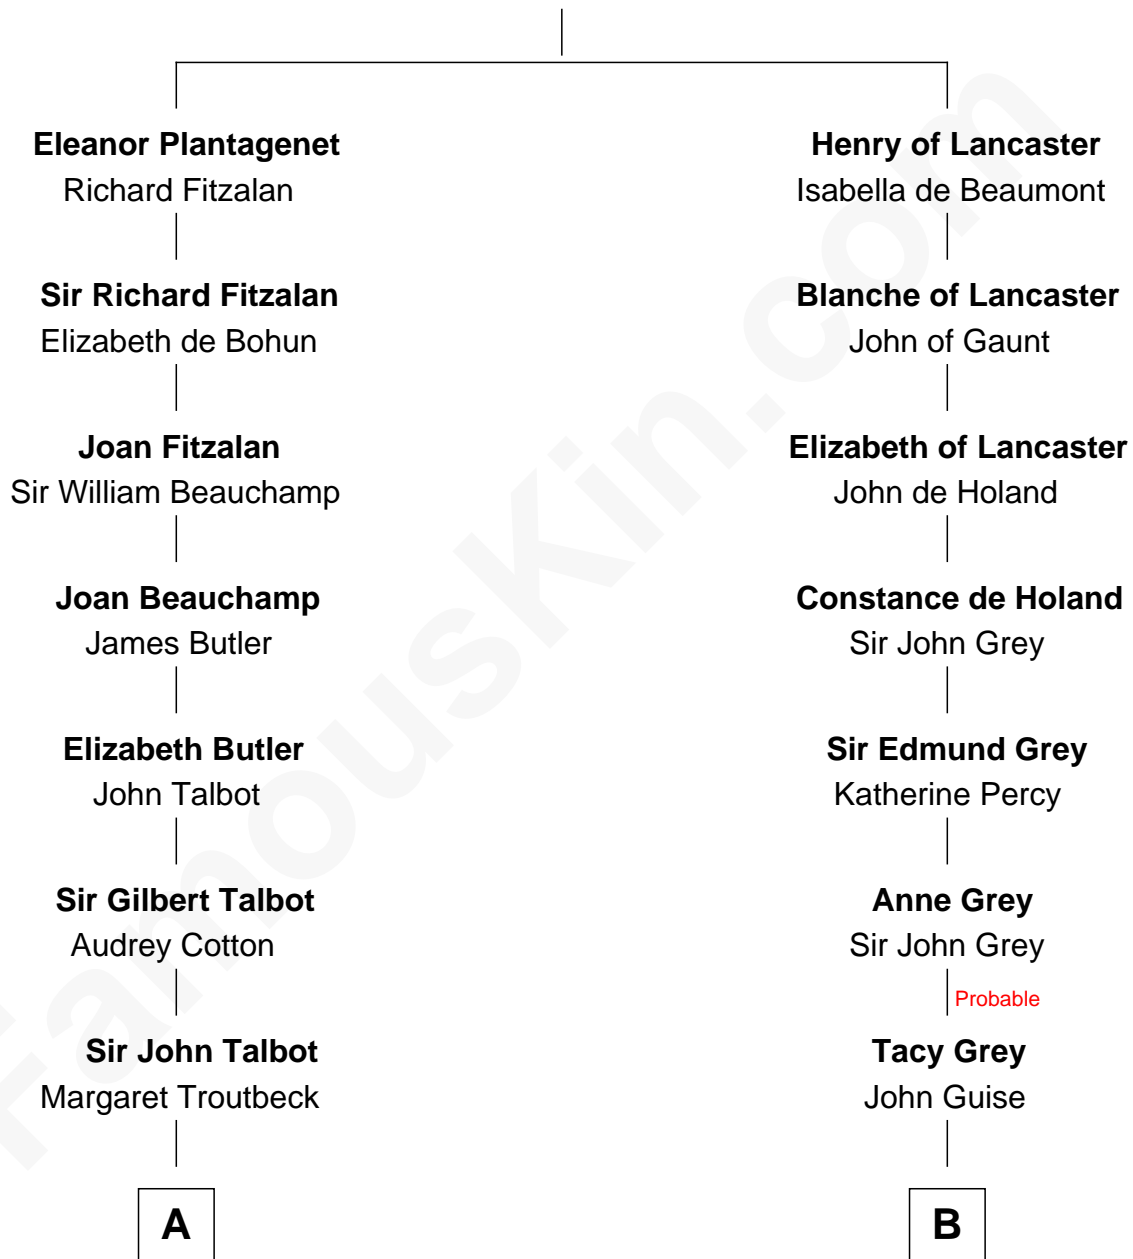 Eleanor Plantagenet
Richard Fitzalan
Sir Richard Fitzalan
Elizabeth de Bohun
Joan Fitzalan
Sir William Beauchamp
Joan Beauchamp
James Butler
Elizabeth Butler
John Talbot
Sir Gilbert Talbot
Audrey Cotton
Sir John Talbot
Margaret Troutbeck
A
Henry of Lancaster
Isabella de Beaumont
Blanche of Lancaster
John of Gaunt
Elizabeth of Lancaster
John de Holand
Constance de Holand
Sir John Grey
Sir Edmund Grey
Katherine Percy
Anne Grey
Sir John Grey
Probable
Tacy Grey
John Guise
B
FamousKin.com